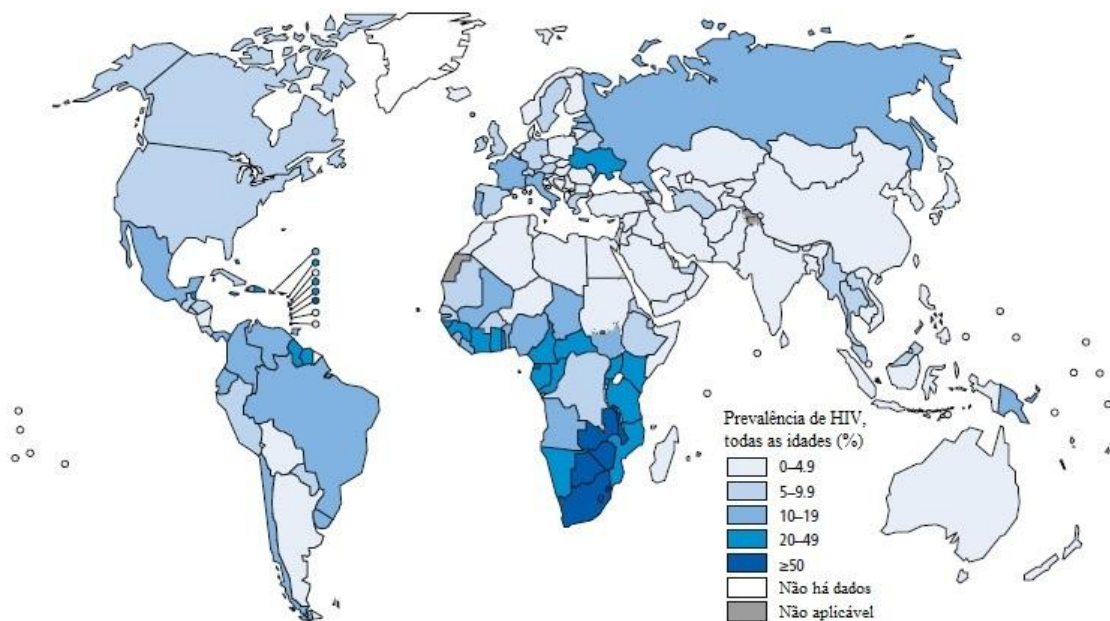 Prevalência de HIV,
todas as idades (%)
0–4.9
5–9.9
10–19
20–49
≥50
Não há dados
Não aplicável